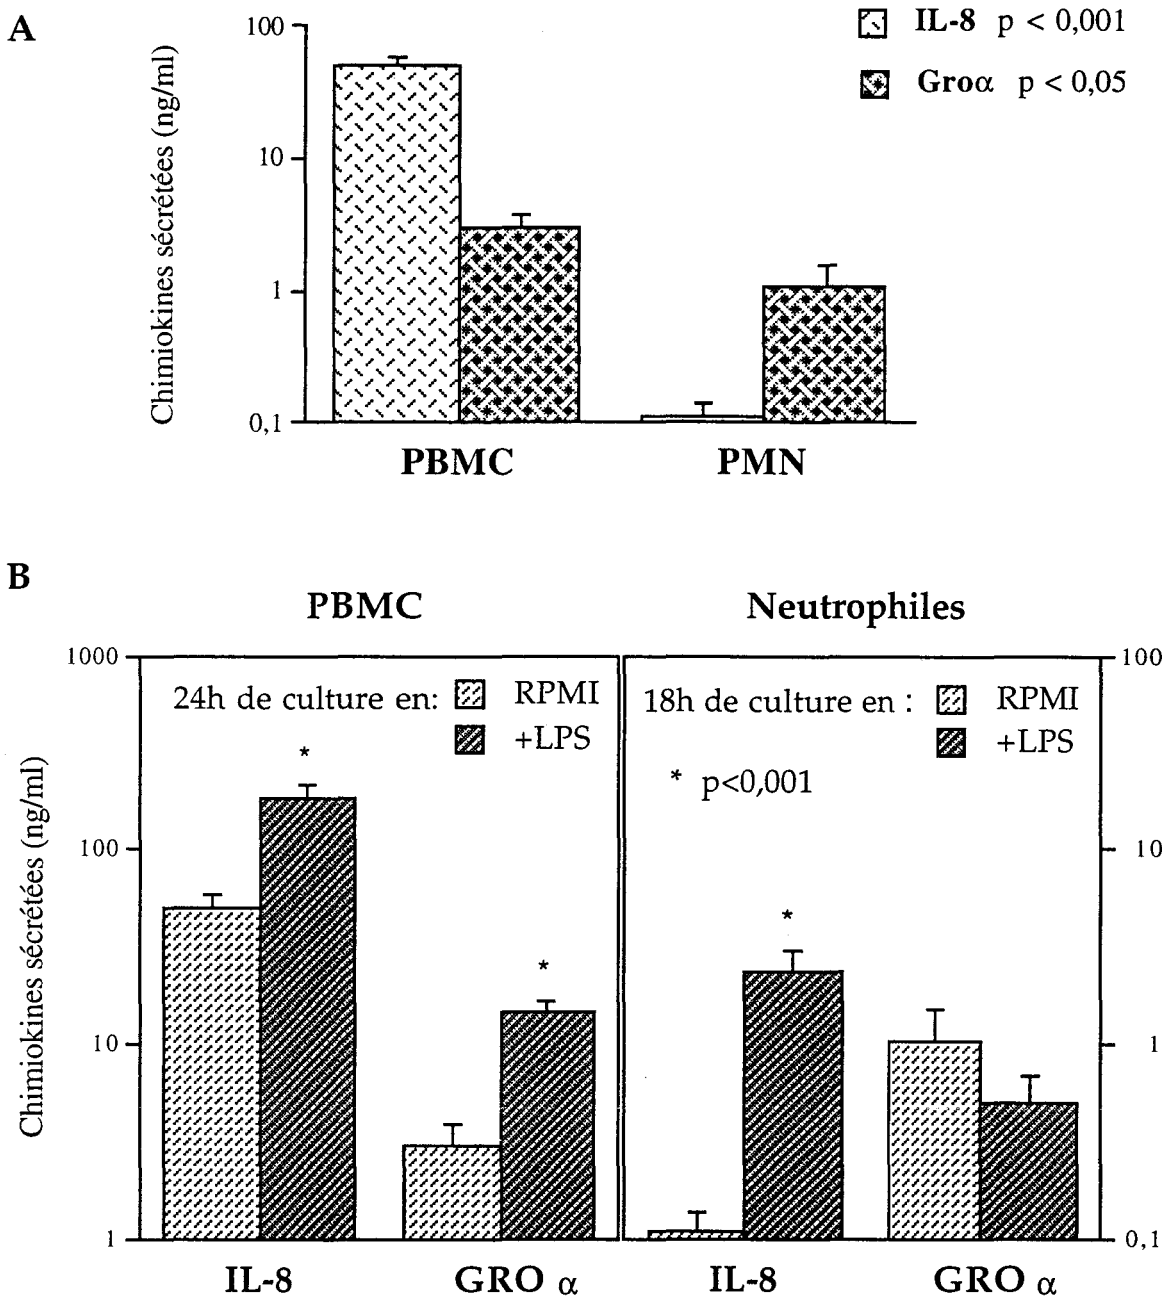 A
IL-8 p < 0,001
Groα p < 0,05
Chimiokines sécrétées (ng/ml)
100
10
1
0,1
PBMC PMN
B
PBMC Neutrophiles
Chimiokines sécrétées (ng/ml)
1000
100
10
1
24h de culture en: RPMI
+LPS
*
*
18h de culture en : RPMI
+LPS
* p<0,001
*
100
10
1
0,1
IL-8 GRO α IL-8 GRO α